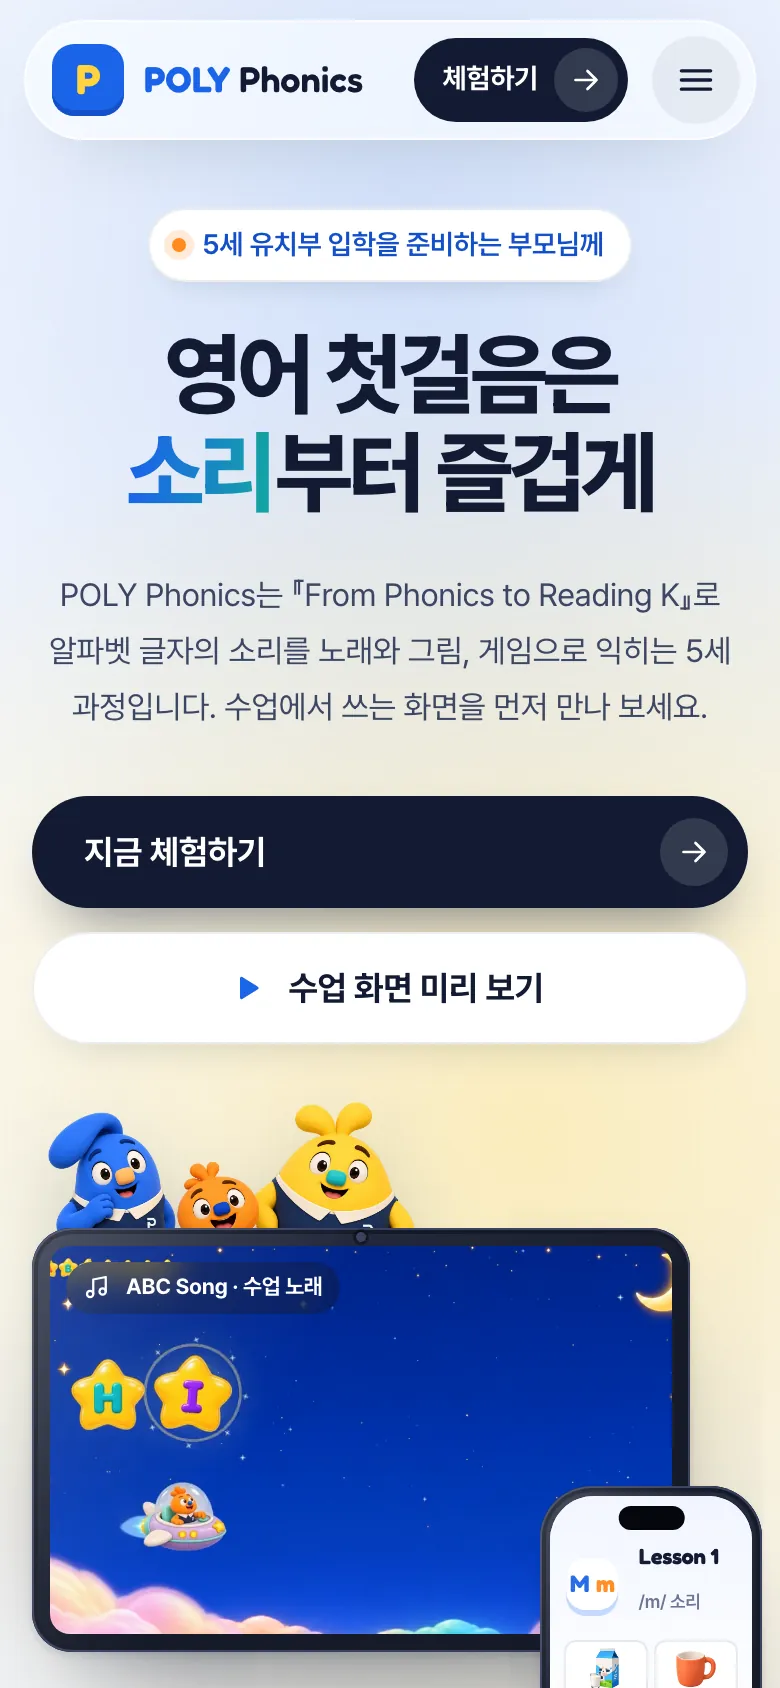 P POLY Phonics 체험하기
5세 유치부 입학을 준비하는 부모님께
영어 첫걸음은
소리부터 즐겁게
POLY Phonics는 『From Phonics to Reading K』로
알파벳 글자의 소리를 노래와 그림, 게임으로 익히는 5세
과정입니다. 수업에서 쓰는 화면을 먼저 만나 보세요.
지금 체험하기
수업 화면 미리 보기
P
ABC Song · 수업 노래
H I
Lesson 1
M m
/m/ 소리